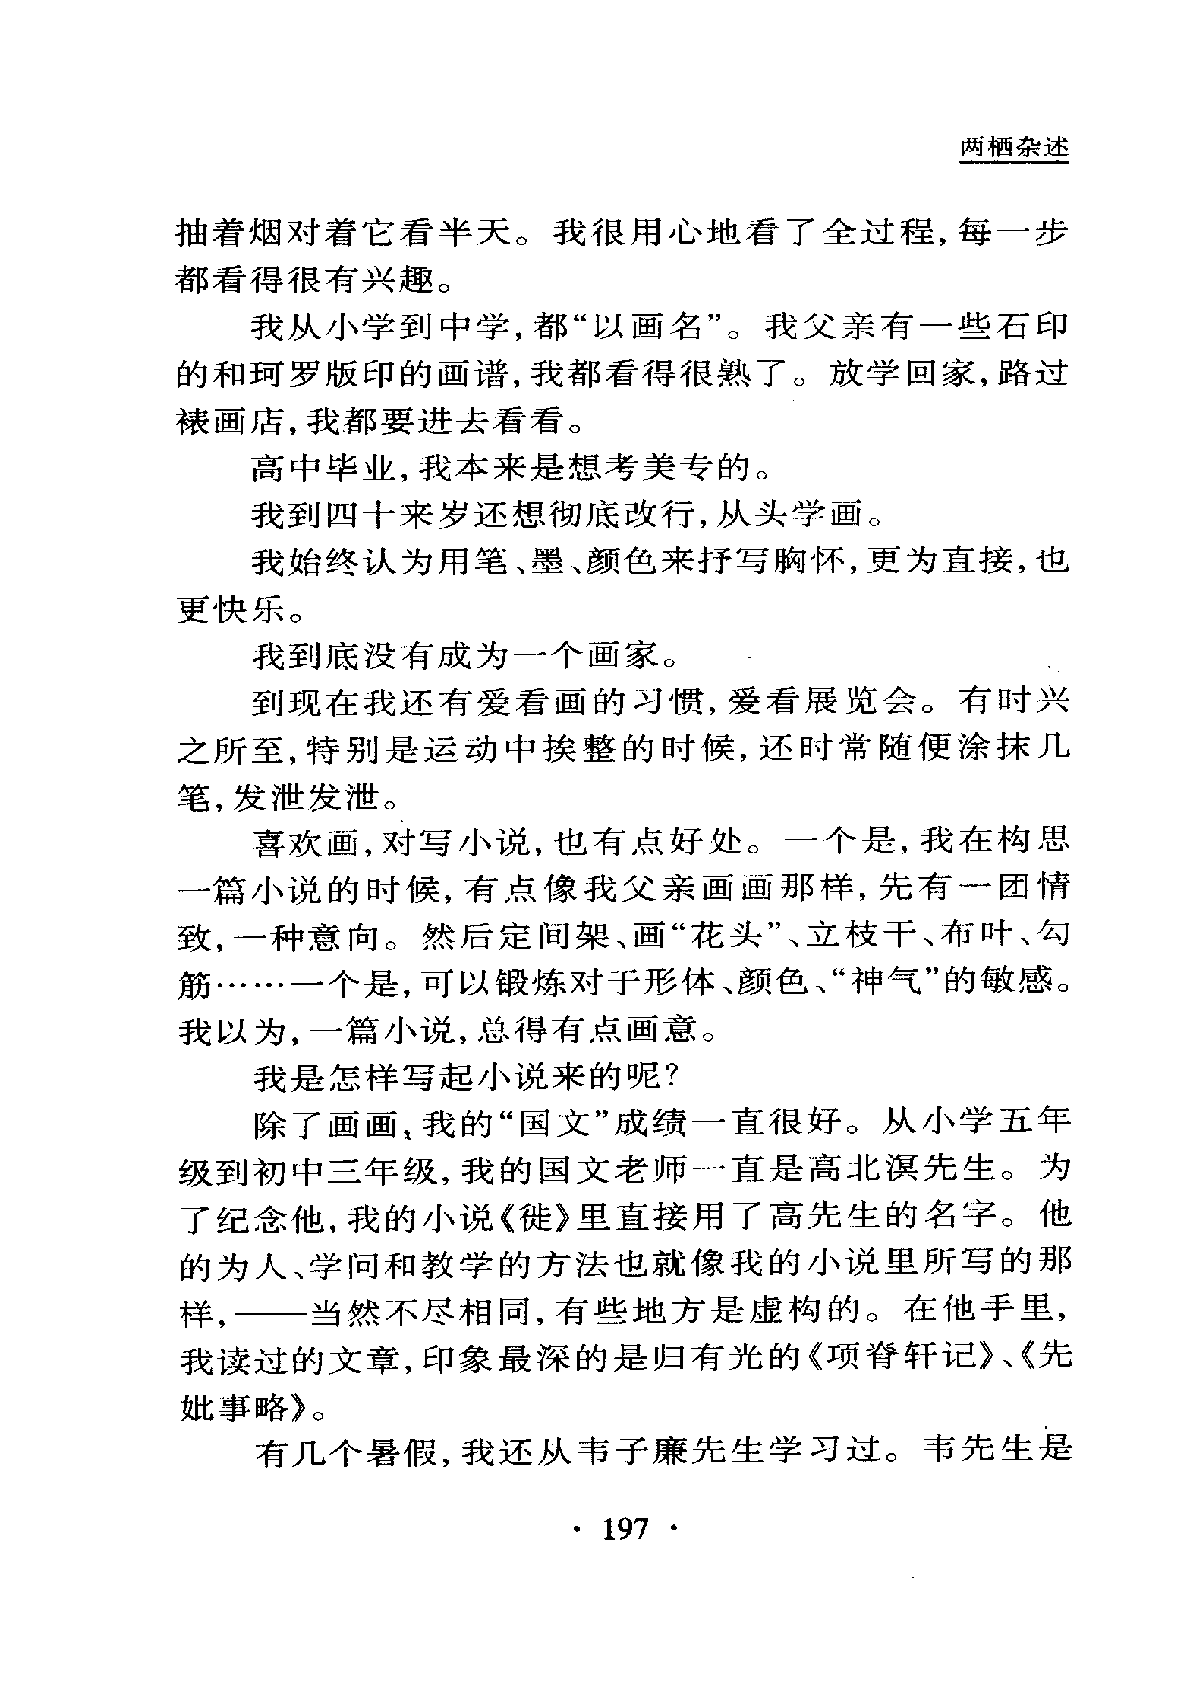 两栖杂述
抽着烟对着它看半天。我很用心地看了全过程,每一步
都看得很有兴趣。
我从小学到中学,都“以画名”。我父亲有一些石印
的和珂罗版印的画谱,我都看得很熟了。放学回家,路过
裱画店,我都要进去看看。
高中毕业,我本来是想考美专的。
我到四十来岁还想彻底改行,从头学画。
我始终认为用笔、墨、颜色来抒写胸怀,更为直接,也
更快乐。
我到底没有成为一个画家。
到现在我还有爱看画的习惯,爱看展览会。有时兴
之所至,特别是运动中挨整的时候,还时常随便涂抹几
笔,发泄发泄。
喜欢画,对写小说,也有点好处。一个是,我在构思
一篇小说的时候,有点像我父亲画画那样,先有一团情
致,一种意向。然后定间架、画“花头”、立枝干、布叶、勾
筋……一个是,可以锻炼对于形体、颜色、“神气”的敏感。
我以为,一篇小说,总得有点画意。
我是怎样写起小说来的呢?
除了画画,我的“国文”成绩一直很好。从小学五年
级到初中三年级,我的国文老师一直是高北溟先生。为
了纪念他,我的小说《徙》里直接用了高先生的名字。他
的为人、学问和教学的方法也就像我的小说里所写的那
样,——当然不尽相同,有些地方是虚构的。在他手里,
我读过的文章,印象最深的是归有光的《项脊轩记》、《先
妣事略》。
有几个暑假,我还从韦子廉先生学习过。韦先生是
· 197 ·